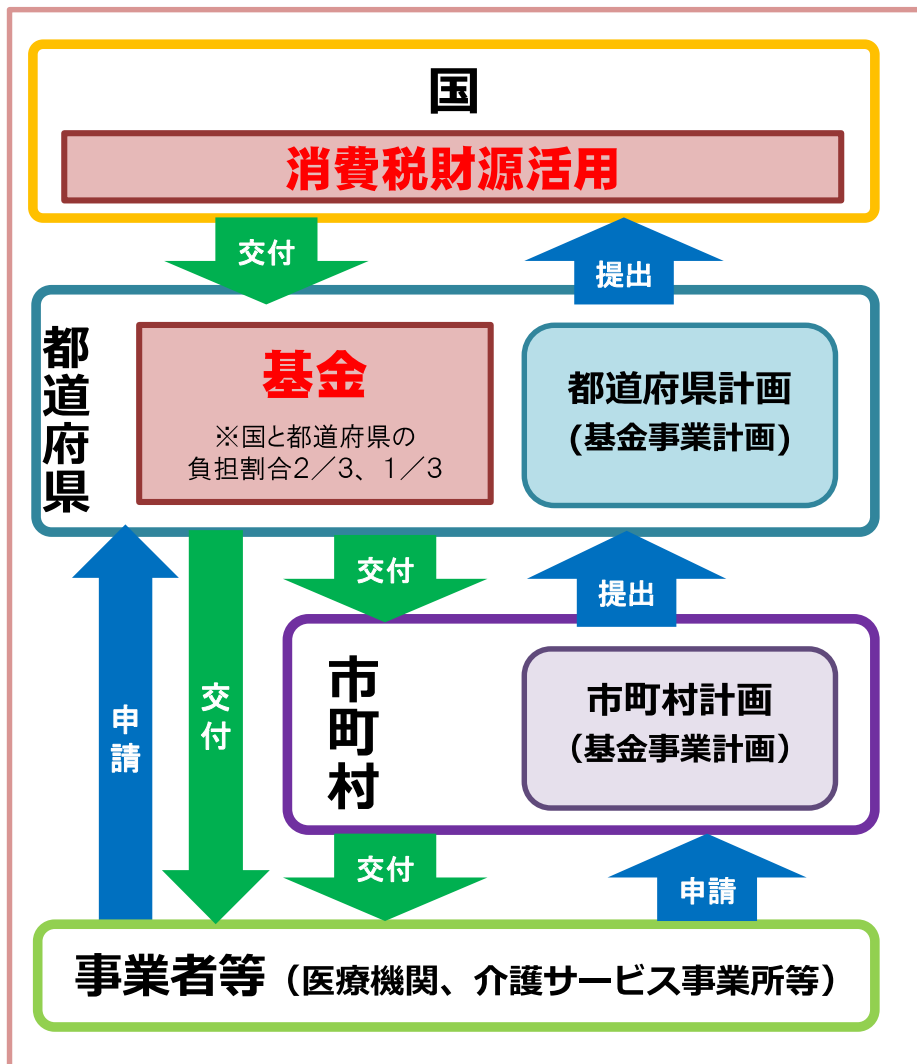 国
消費税財源活用
交付
提出
都道府県
基金
※国と都道府県の
負担割合2／3、1／3
都道府県計画
(基金事業計画)
交付
提出
申請
交付
市町村
市町村計画
（基金事業計画）
交付
申請
事業者等（医療機関、介護サービス事業所等）